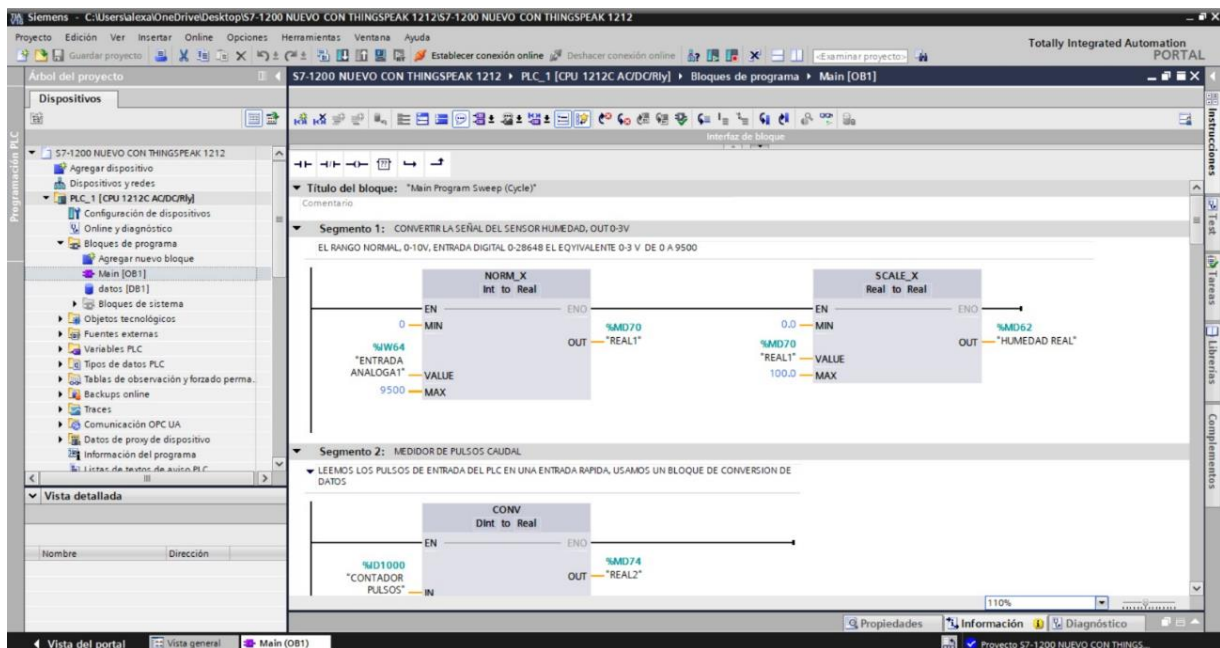 Siemens - C:\Users\alexa\OneDrive\Desktop\S7-1200 NUEVO CON THINGSPEAK 1212\S7-1200 NUEVO CON THINGSPEAK 1212
Proyecto Edición Ver Insertar Online Opciones Herramientas Ventana Ayuda
Totally Integrated Automation
PORTAL
Guardar proyecto
Establecer conexión online
Deshacer conexión online
<Examinar proyecto>
Árbol del proyecto
S7-1200 NUEVO CON THINGSPEAK 1212 PLC_1 [CPU 1212C AC/DC/Rly] Bloques de programa Main [OB1]
Dispositivos
Programación PLC
S7-1200 NUEVO CON THINGSPEAK 1212
Agregar dispositivo
Dispositivos y redes
PLC_1 [CPU 1212C AC/DC/Rly]
Configuración de dispositivos
Online y diagnóstico
Bloques de programa
Agregar nuevo bloque
Main [OB1]
datos [DB1]
Bloques de sistema
Objetos tecnológicos
Fuentes externas
Variables PLC
Tipos de datos PLC
Tablas de observación y forzado perma.
Backups online
Traces
Comunicación OPC UA
Datos de proxy de dispositivo
Información del programa
Listas de textos de aviso PLC
Vista detallada
Nombre Dirección
Interfaz de bloque
Título del bloque: "Main Program Sweep (Cycle)"
Comentario
Segmento 1: CONVERTIR LA SEÑAL DEL SENSOR HUMEDAD, OUT 0-3V
EL RANGO NORMAL, 0-10V, ENTRADA DIGITAL 0-28648 EL EQYIVALENTE 0-3 V DE 0 A 9500
NORM_X
Int to Real
EN ENO
0 MIN
%MD70
OUT "REAL1"
%IW64
"ENTRADA
ANALOGA1" VALUE
9500 MAX
SCALE_X
Real to Real
EN ENO
0.0 MIN
%MD62
OUT "HUMEDAD REAL"
%MD70
"REAL1" VALUE
100.0 MAX
Segmento 2: MEDIDOR DE PULSOS CAUDAL
LEEMOS LOS PULSOS DE ENTRADA DEL PLC EN UNA ENTRADA RAPIDA, USAMOS UN BLOQUE DE CONVERSION DE
DATOS
CONV
Dint to Real
EN ENO
%ID1000
"CONTADOR
PULSOS" IN
%MD74
OUT "REAL2"
110%
Propiedades Información Diagnóstico
Instrucciones
Test
Tareas
Librerías
Complementos
Vista del portal Vista general Main (OB1)
Proyecto S7-1200 NUEVO CON THINGS...